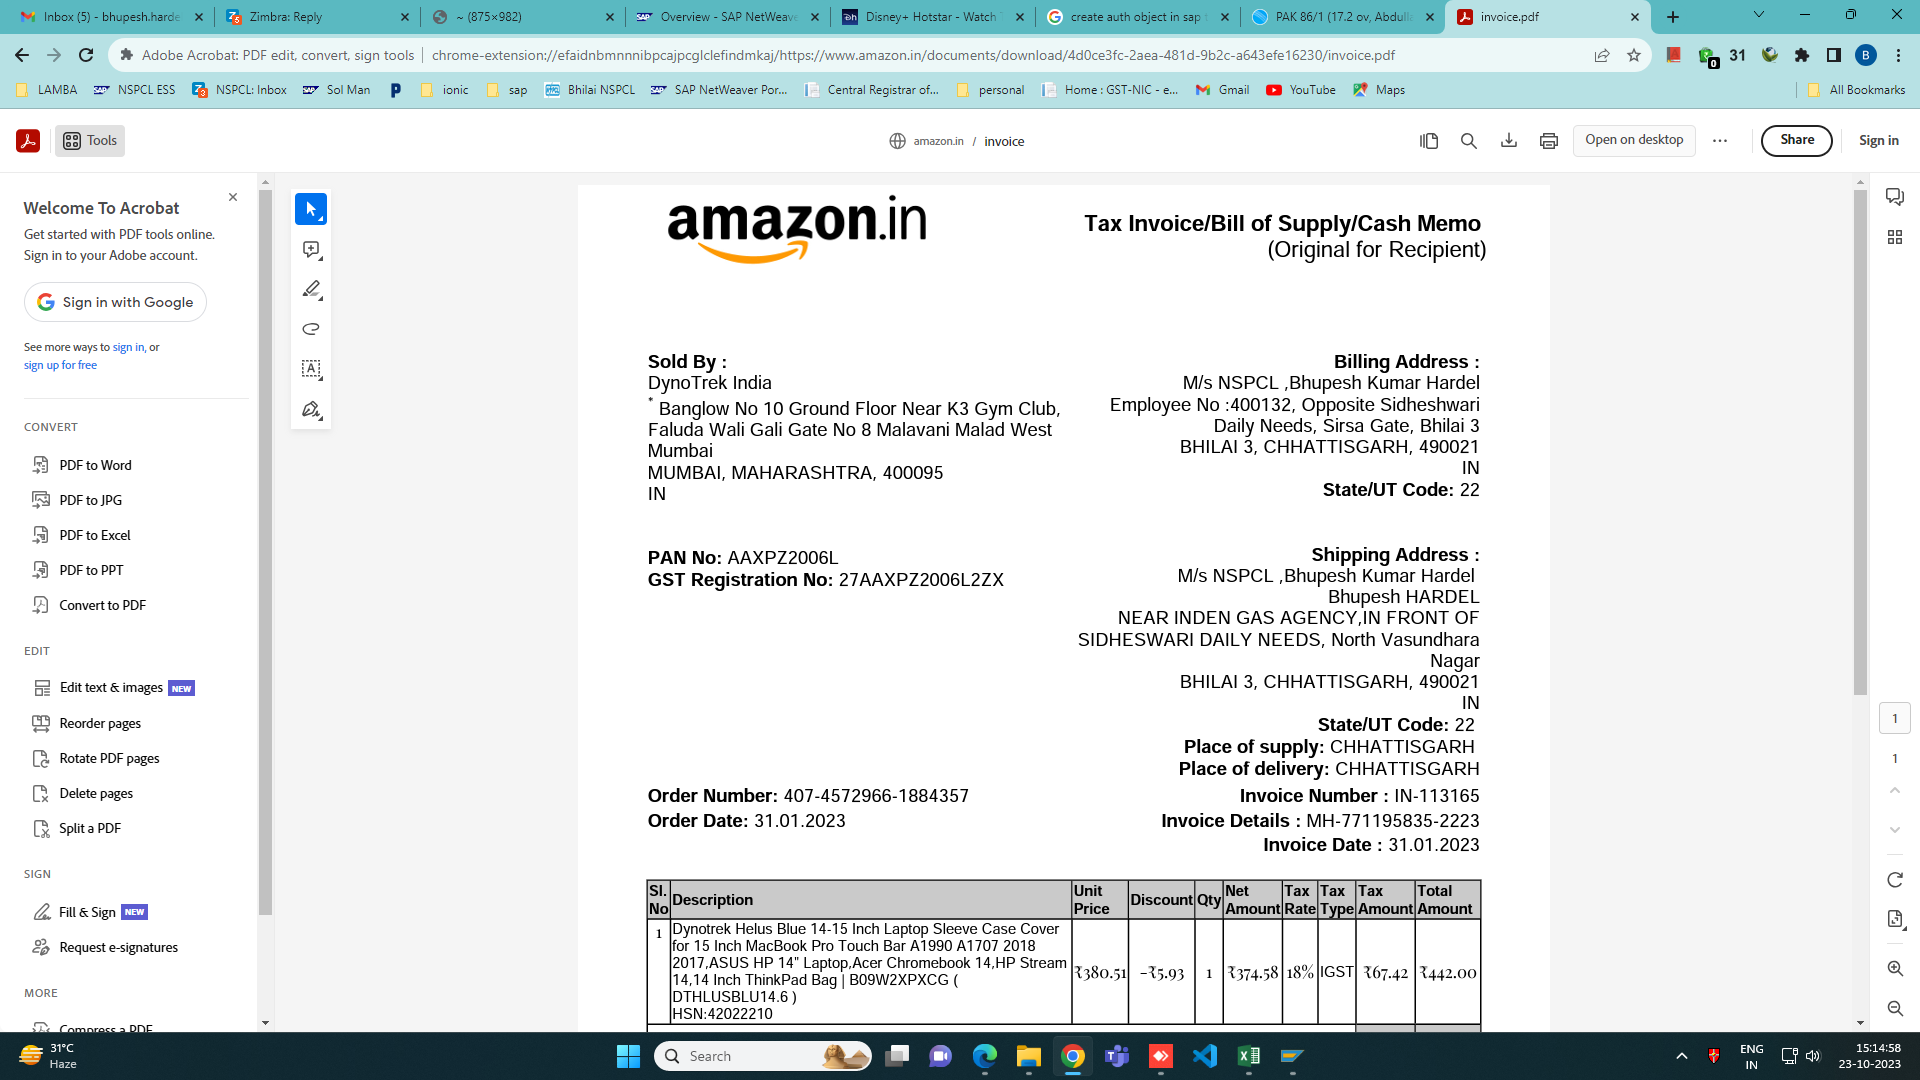 Inbox (5) - bhupesh.harde
Zimbra: Reply
~ (875×982)
Overview - SAP NetWeave
Disney+ Hotstar - Watch T
create auth object in sap t
PAK 86/1 (17.2 ov, Abdull
invoice.pdf
Adobe Acrobat: PDF edit, convert, sign tools
chrome-extension://efaidnbmnnnibpcajpcglclefindmkaj/https://www.amazon.in/documents/download/4d0ce3fc-2aea-481d-9b2c-a643efe16230/invoice.pdf
0
31
B
LAMBA
NSPCL ESS
NSPCL: Inbox
Sol Man
ionic
sap
Bhilai NSPCL
SAP NetWeaver Por...
Central Registrar of...
personal
Home : GST-NIC - e...
Gmail
YouTube
Maps
All Bookmarks
Tools
amazon.in / invoice
Open on desktop
Share
Sign in
Welcome To Acrobat
Get started with PDF tools online.
Sign in to your Adobe account.
Sign in with Google
See more ways to sign in, or
sign up for free
CONVERT
PDF to Word
PDF to JPG
PDF to Excel
PDF to PPT
Convert to PDF
EDIT
Edit text & images NEW
Reorder pages
Rotate PDF pages
Delete pages
Split a PDF
SIGN
Fill & Sign NEW
Request e-signatures
MORE
Compress a PDF
amazon.in
Tax Invoice/Bill of Supply/Cash Memo
(Original for Recipient)
Sold By :
DynoTrek India
* Banglow No 10 Ground Floor Near K3 Gym Club,
Faluda Wali Gali Gate No 8 Malavani Malad West
Mumbai
MUMBAI, MAHARASHTRA, 400095
IN
PAN No: AAXPZ2006L
GST Registration No: 27AAXPZ2006L2ZX
Billing Address :
M/s NSPCL ,Bhupesh Kumar Hardel
Employee No :400132, Opposite Sidheshwari
Daily Needs, Sirsa Gate, Bhilai 3
BHILAI 3, CHHATTISGARH, 490021
IN
State/UT Code: 22
Shipping Address :
M/s NSPCL ,Bhupesh Kumar Hardel
Bhupesh HARDEL
NEAR INDEN GAS AGENCY,IN FRONT OF
SIDHESWARI DAILY NEEDS, North Vasundhara
Nagar
BHILAI 3, CHHATTISGARH, 490021
IN
State/UT Code: 22
Place of supply: CHHATTISGARH
Place of delivery: CHHATTISGARH
Order Number: 407-4572966-1884357
Order Date: 31.01.2023
Invoice Number : IN-113165
Invoice Details : MH-771195835-2223
Invoice Date : 31.01.2023
Sl. No Description Unit Price Discount Qty Net Amount Tax Rate Tax Type Tax Amount Total Amount
1 Dynotrek Helus Blue 14-15 Inch Laptop Sleeve Case Cover
for 15 Inch MacBook Pro Touch Bar A1990 A1707 2018
2017,ASUS HP 14" Laptop,Acer Chromebook 14,HP Stream
14,14 Inch ThinkPad Bag | B09W2XPXCG (
DTHLUSBLU14.6 )
HSN:42022210
₹380.51 -₹5.93 1 ₹374.58 18% IGST ₹67.42 ₹442.00
1
1
31°C
Haze
Search
ENG
IN
15:14:58
23-10-2023